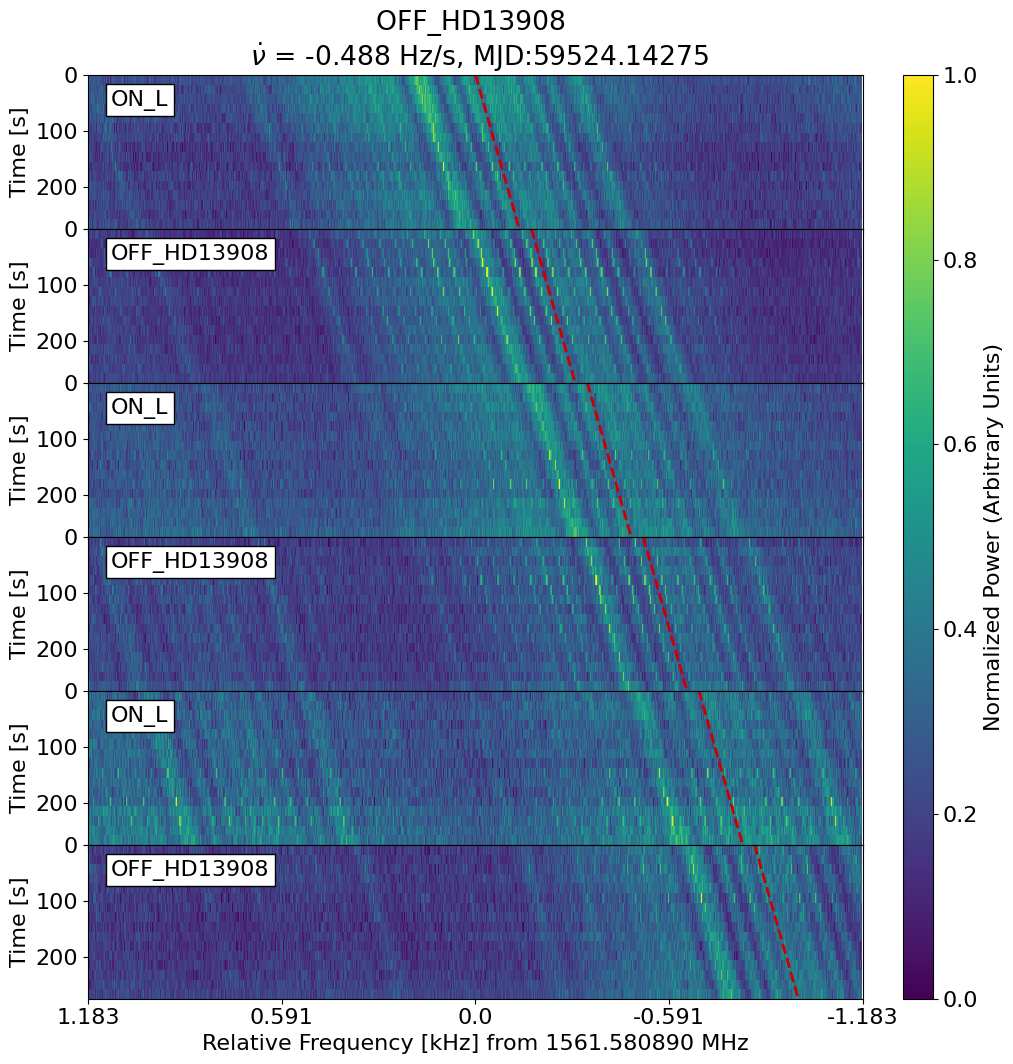 OFF_HD13908
ν̇ = -0.488 Hz/s, MJD:59524.14275
ON_L
OFF_HD13908
ON_L
OFF_HD13908
ON_L
OFF_HD13908
0
100
200
0
100
200
0
100
200
0
100
200
0
100
200
0
100
200
Time [s]
Time [s]
Time [s]
Time [s]
Time [s]
Time [s]
1.183 0.591 0.0 -0.591 -1.183
Relative Frequency [kHz] from 1561.580890 MHz
1.0
0.8
0.6
0.4
0.2
0.0
Normalized Power (Arbitrary Units)